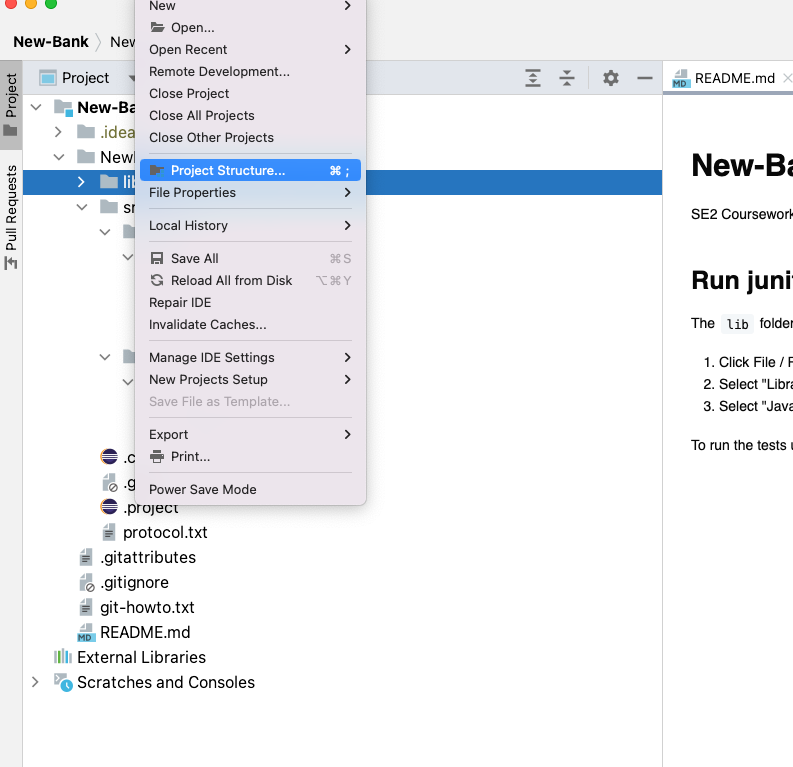 New
Open...
New-Bank
New
Open Recent
Remote Development...
Close Project
Close All Projects
Close Other Projects
Project Structure... ⌘ ;
File Properties
Local History
Save All ⌘S
Reload All from Disk ⌥⌘Y
Repair IDE
Invalidate Caches...
Manage IDE Settings
New Projects Setup
Save File as Template...
Export
Print...
Power Save Mode
Project
Pull Requests
Project
New-Ba
.idea
New
lib
sr
.c
.g
.project
protocol.txt
.gitattributes
.gitignore
git-howto.txt
MD README.md
External Libraries
Scratches and Consoles
MD README.md
New-Ba
SE2 Coursework
Run juni
The lib folder
1. Click File /
2. Select "Libra
3. Select "Java
To run the tests